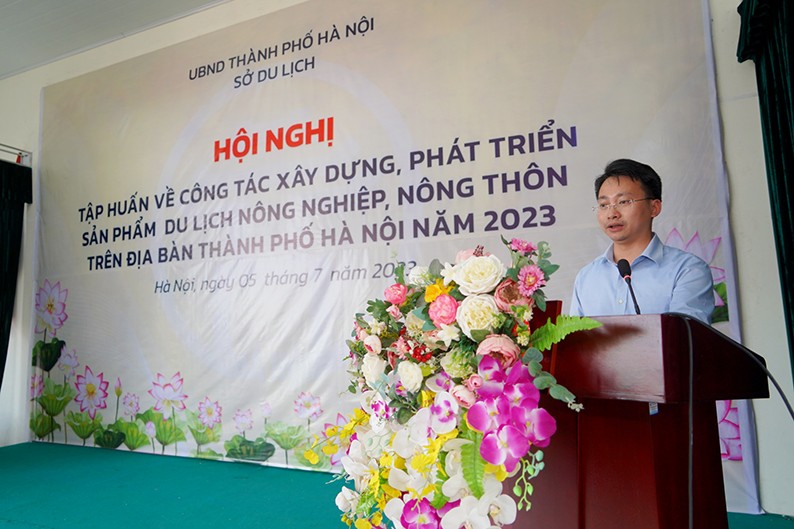 UBND THÀNH PHỐ HÀ NỘI
SỞ DU LỊCH
HỘI NGHỊ
TẬP HUẤN VỀ CÔNG TÁC XÂY DỰNG, PHÁT TRIỂN
SẢN PHẨM DU LỊCH NÔNG NGHIỆP, NÔNG THÔN
TRÊN ĐỊA BÀN THÀNH PHỐ HÀ NỘI NĂM 2023
Hà Nội, ngày 05 tháng 7 năm 2023